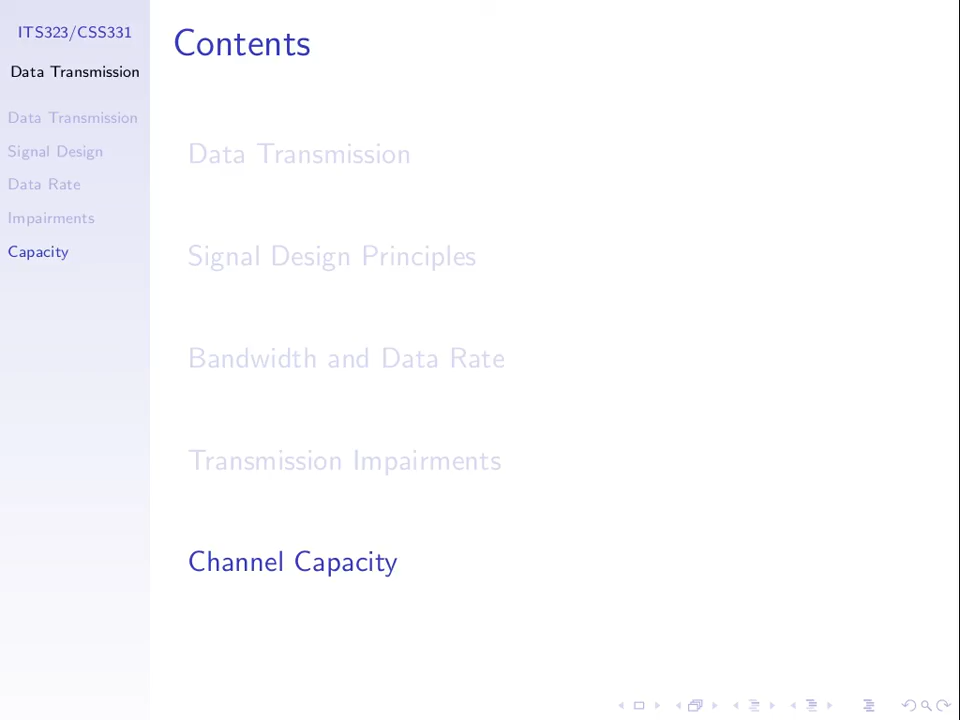 ITS323/CSS331
Data Transmission
Data Transmission
Signal Design
Data Rate
Impairments
Capacity
Contents
Data Transmission
Signal Design Principles
Bandwidth and Data Rate
Transmission Impairments
Channel Capacity